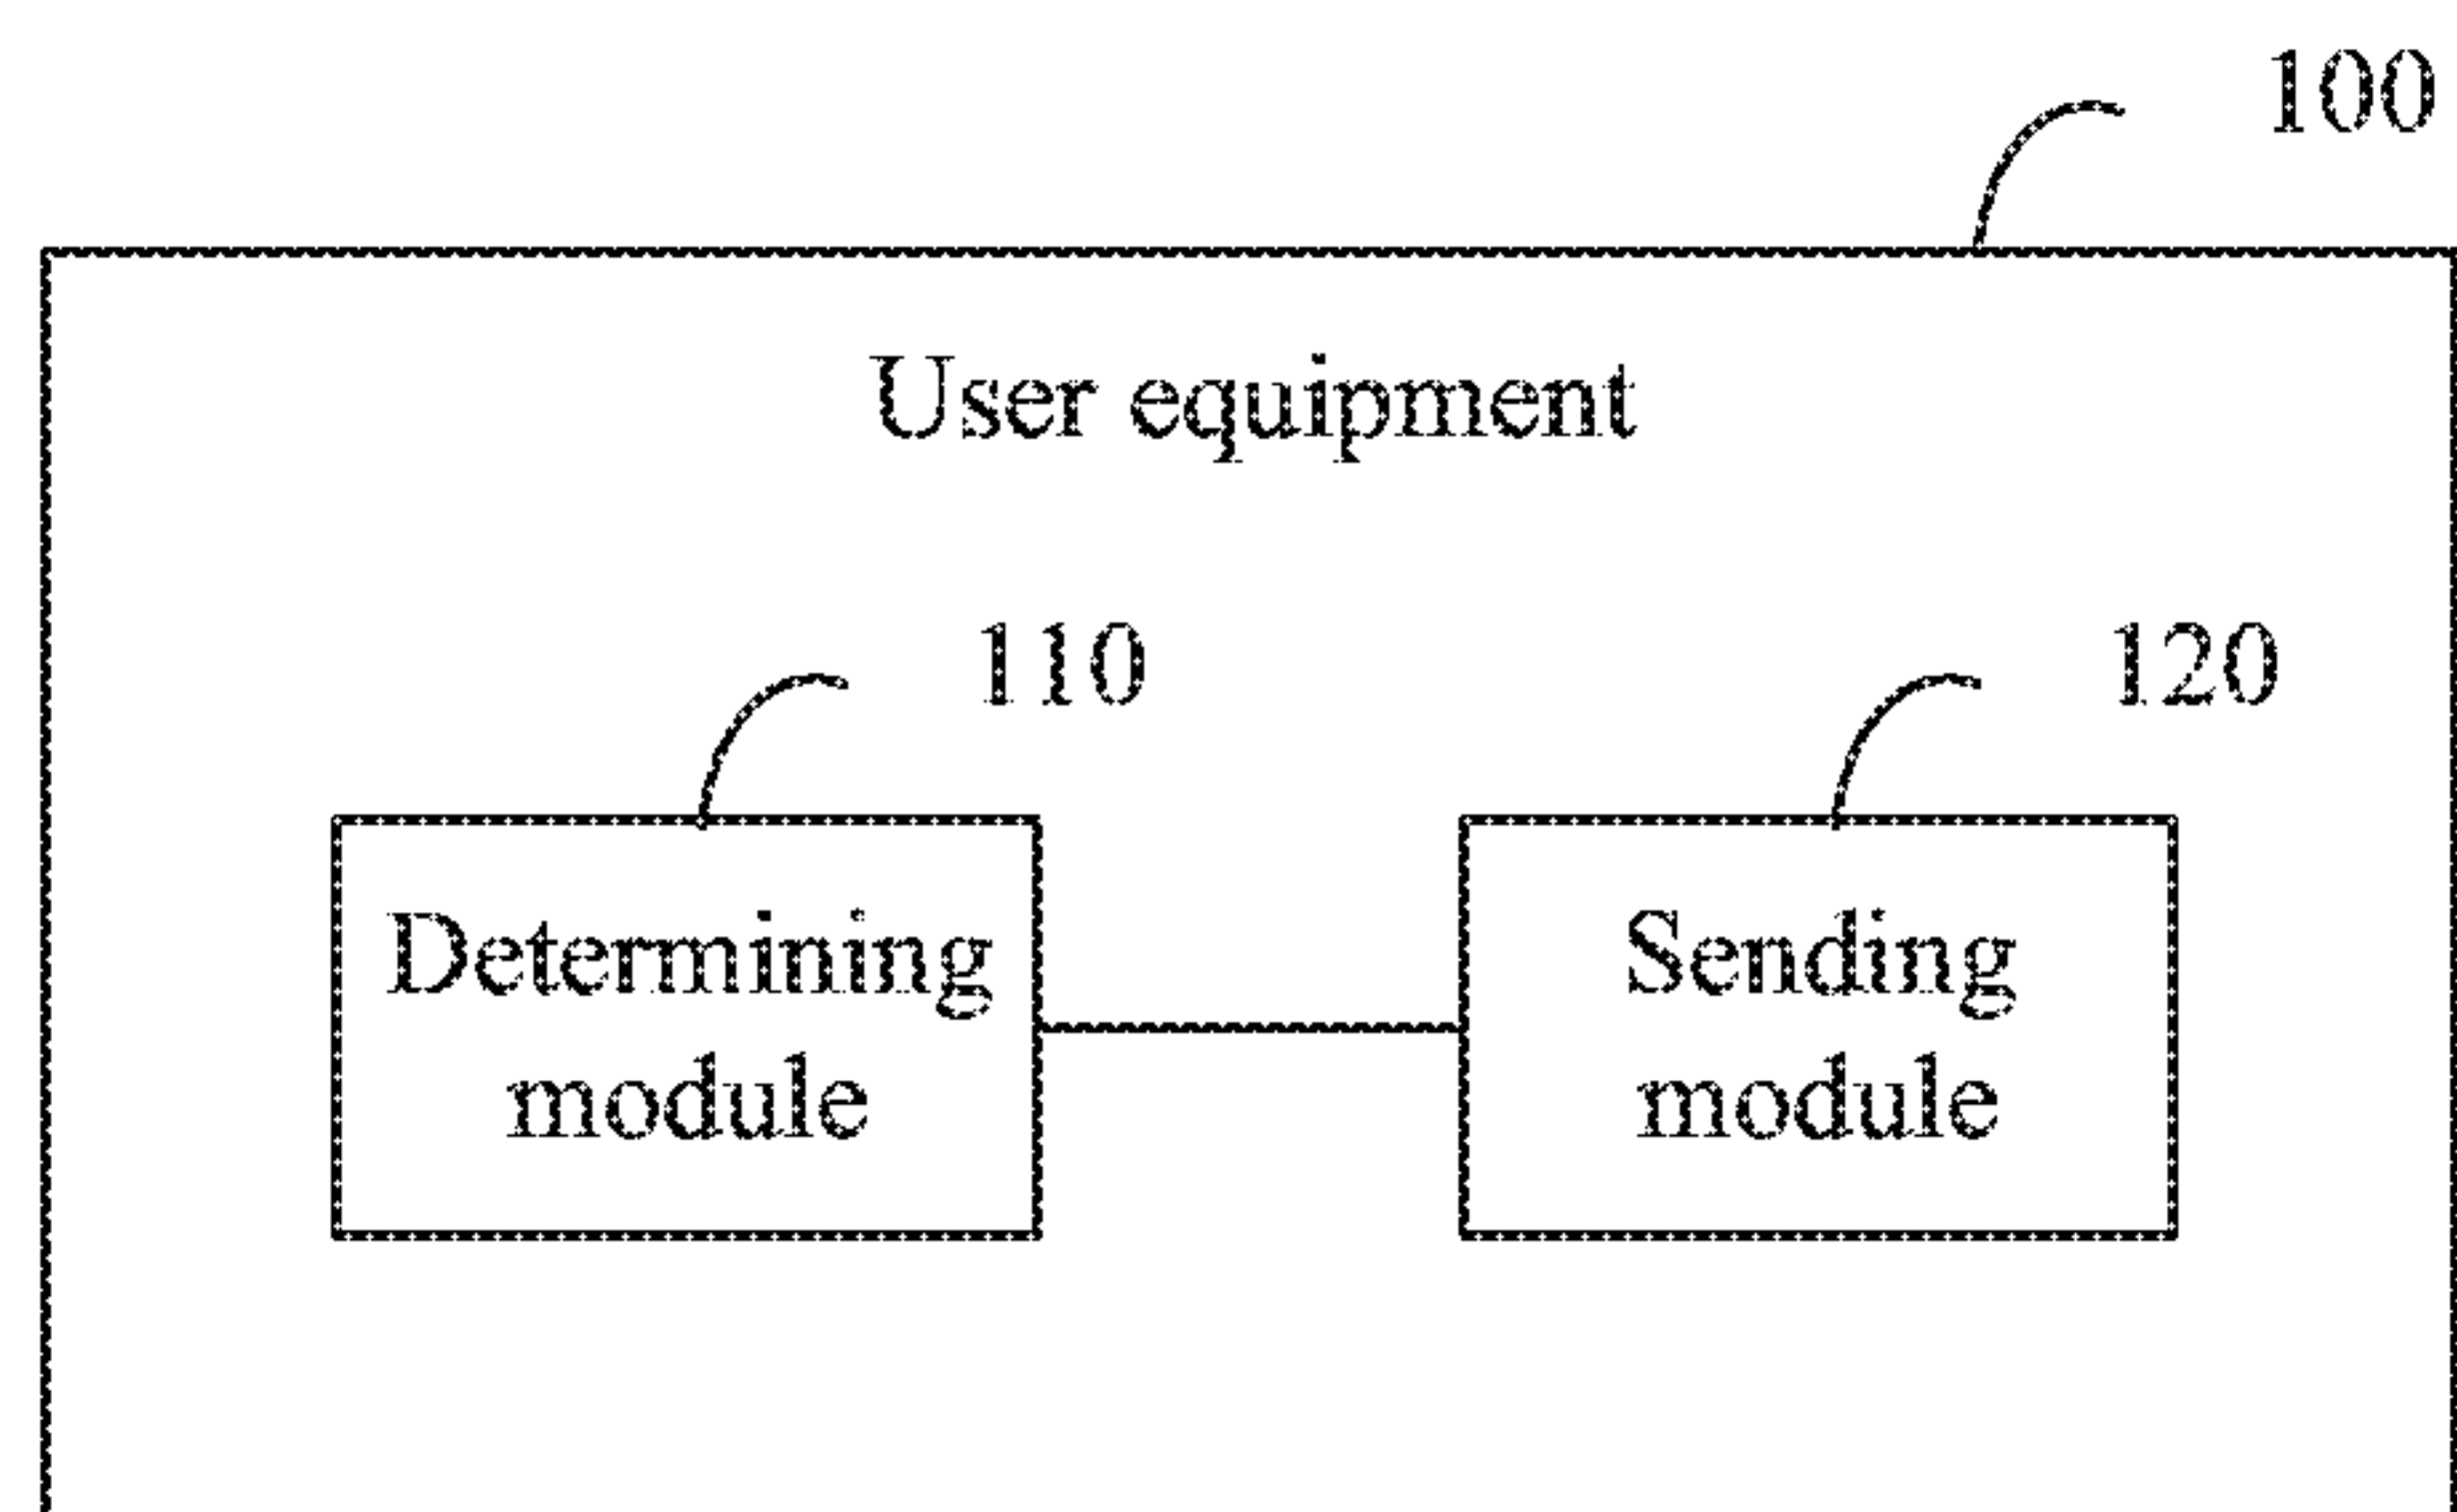 100
User equipment
110
120
Determining
module
Sending
module